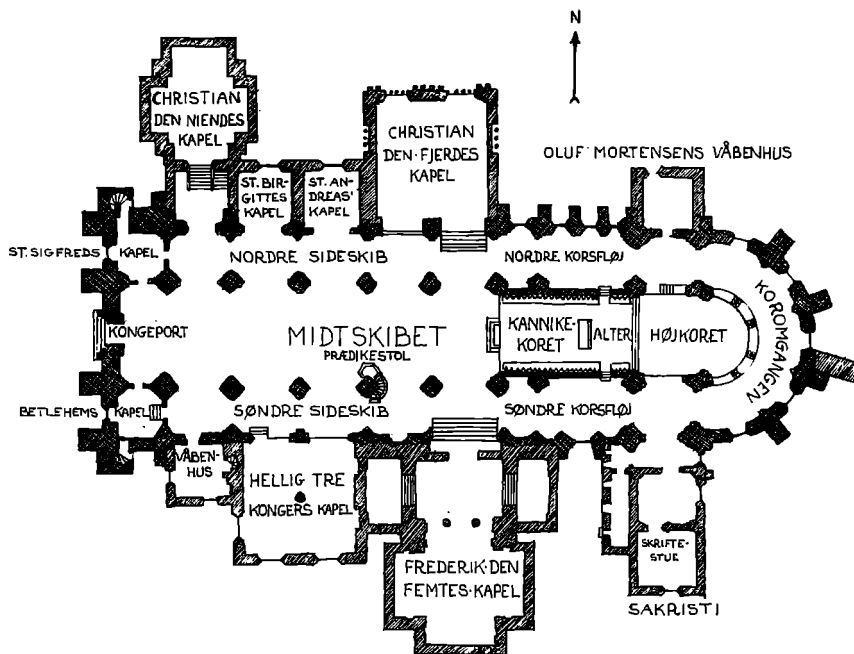 N
CHRISTIAN
DEN NIENDES
KAPEL
CHRISTIAN
DEN·FJERDES
KAPEL
OLUF MORTENSENS VÅBENHUS
ST. BIR-
GITTES
KAPEL
ST. AN-
DREAS'
KAPEL
ST. SIGFREDS KAPEL
NORDRE SIDESKIB
NORDRE KORSFLØJ
KONGEPORT
MIDTSKIBET
PRÆDIKESTOL
KANNIKE-
KORET
ALTER
HØJKORET
KOROMGANGEN
BETLEHEMS KAPEL
SØNDRE SIDESKIB
SØNDRE KORSFLØJ
VÅBEN-
HUS
HELLIG TRE
KONGERS KAPEL
FREDERIK·DEN
FEMTES·KAPEL
SKRIFTE-
STUE
SAKRISTI